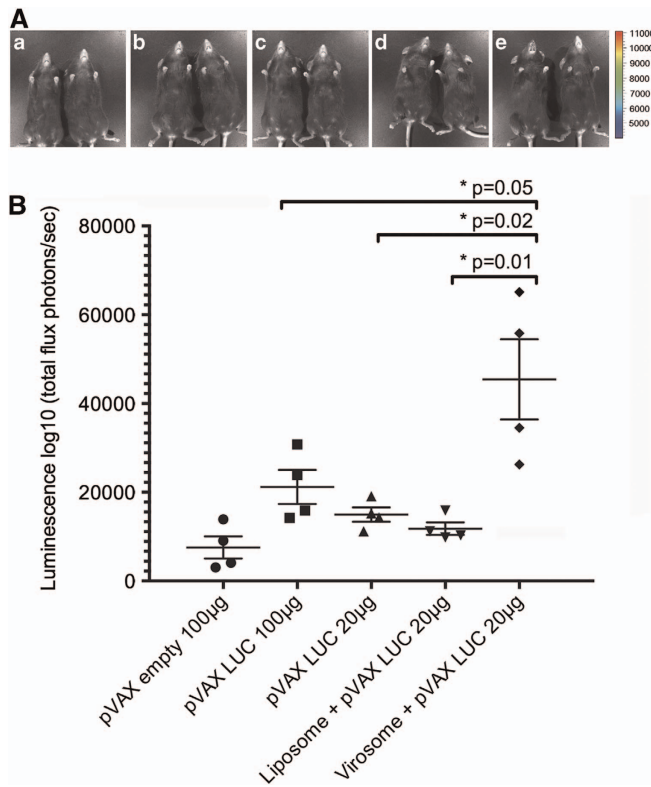 A
a
b
c
d
e
11000
10000
9000
8000
7000
6000
5000
B
Luminescence log10 (total flux photons/sec)
80000
60000
40000
20000
0
* p=0.05
* p=0.02
* p=0.01
pVAX empty 100µg
pVAX LUC 100µg
pVAX LUC 20µg
Liposome + pVAX LUC 20µg
Virosome + pVAX LUC 20µg